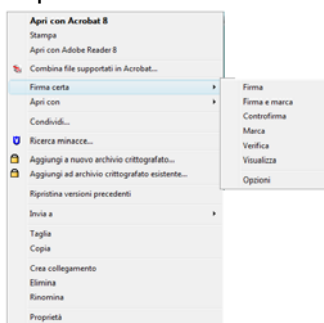 Apri con Acrobat 8
Stampa
Apri con Adobe Reader 8
Combina file supportati in Acrobat...
Firma certa
Apri con
Condividi...
Ricerca minacce...
Aggiungi a nuovo archivio crittografato...
Aggiungi ad archivio crittografato esistente...
Ripristina versioni precedenti
Invia a
Taglia
Copia
Crea collegamento
Elimina
Rinomina
Proprietà
Firma
Firma e marca
Controfirma
Marca
Verifica
Visualizza
Opzioni